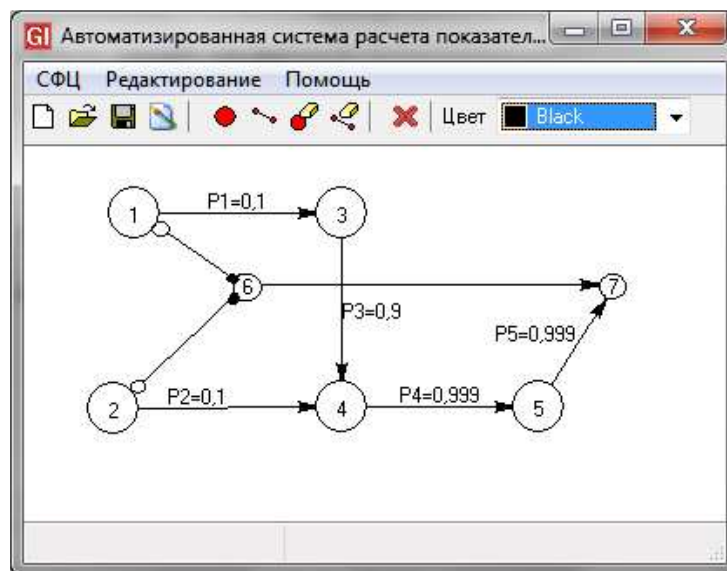 GI Автоматизированная система расчета показател...
СФЦ Редактирование Помощь
Цвет Black
P1=0,1
1 3
6 7
P3=0,9
P5=0,999
P2=0,1 P4=0,999
2 4 5